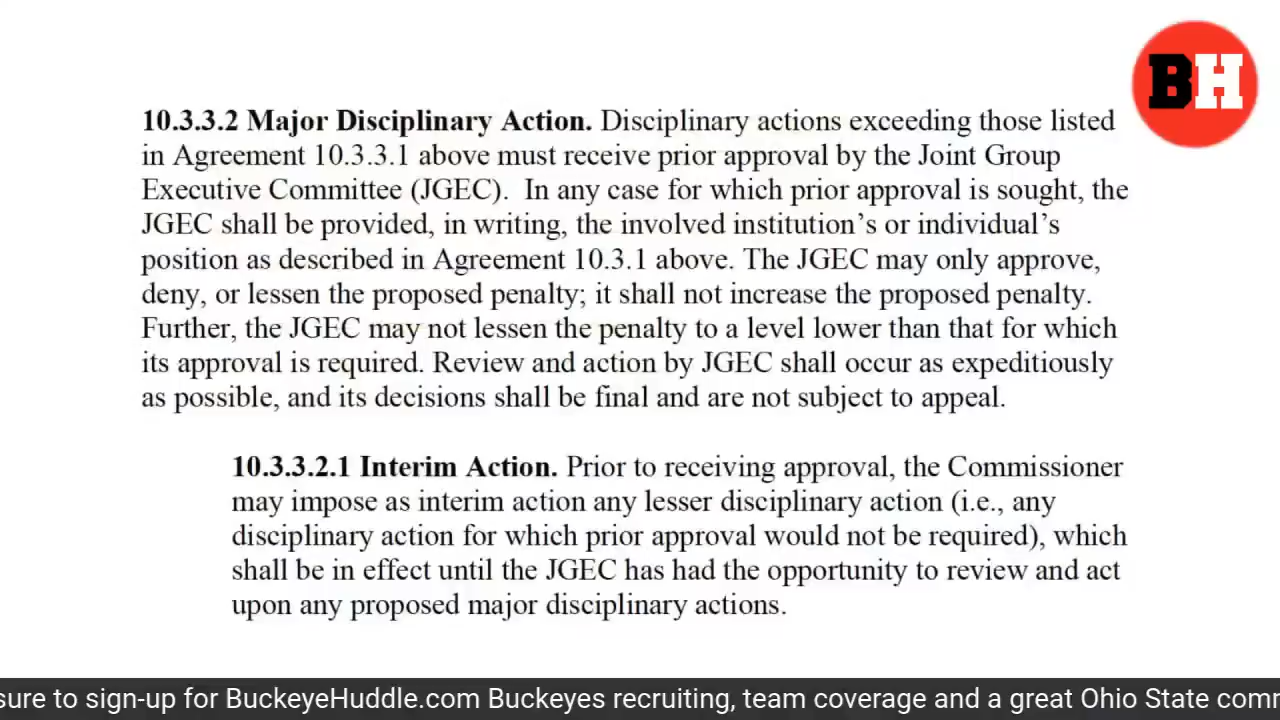 BH
10.3.3.2 Major Disciplinary Action. Disciplinary actions exceeding those listed
in Agreement 10.3.3.1 above must receive prior approval by the Joint Group
Executive Committee (JGEC).  In any case for which prior approval is sought, the
JGEC shall be provided, in writing, the involved institution’s or individual’s
position as described in Agreement 10.3.1 above. The JGEC may only approve,
deny, or lessen the proposed penalty; it shall not increase the proposed penalty.
Further, the JGEC may not lessen the penalty to a level lower than that for which
its approval is required. Review and action by JGEC shall occur as expeditiously
as possible, and its decisions shall be final and are not subject to appeal.
10.3.3.2.1 Interim Action. Prior to receiving approval, the Commissioner
may impose as interim action any lesser disciplinary action (i.e., any
disciplinary action for which prior approval would not be required), which
shall be in effect until the JGEC has had the opportunity to review and act
upon any proposed major disciplinary actions.
sure to sign-up for BuckeyeHuddle.com Buckeyes recruiting, team coverage and a great Ohio State comm